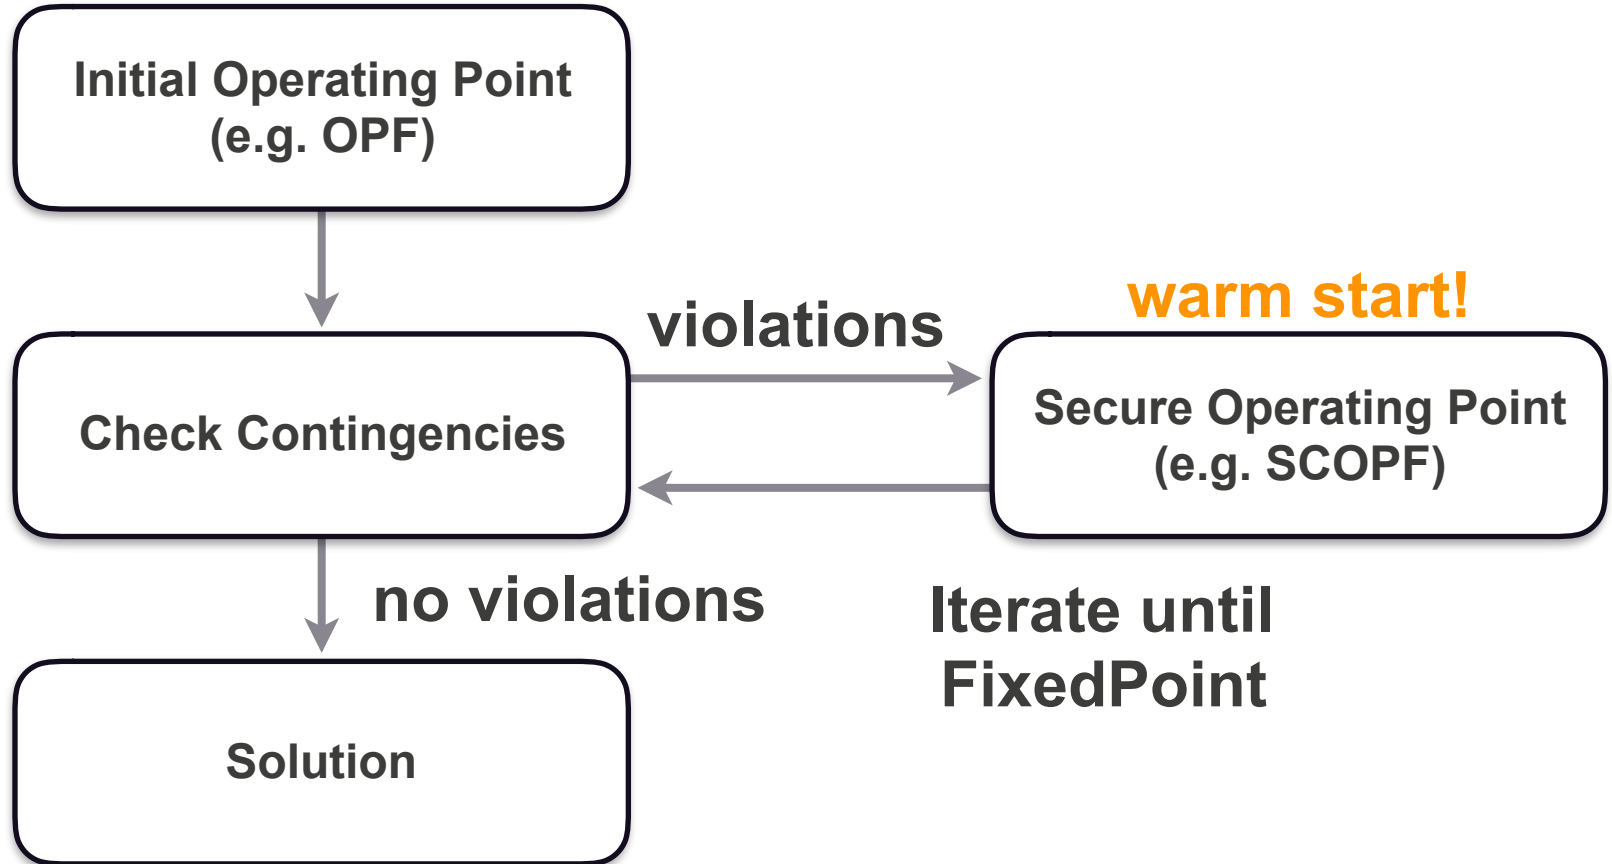 Initial Operating Point
(e.g. OPF)
warm start!
violations
Check Contingencies
Secure Operating Point
(e.g. SCOPF)
no violations
Iterate until
FixedPoint
Solution